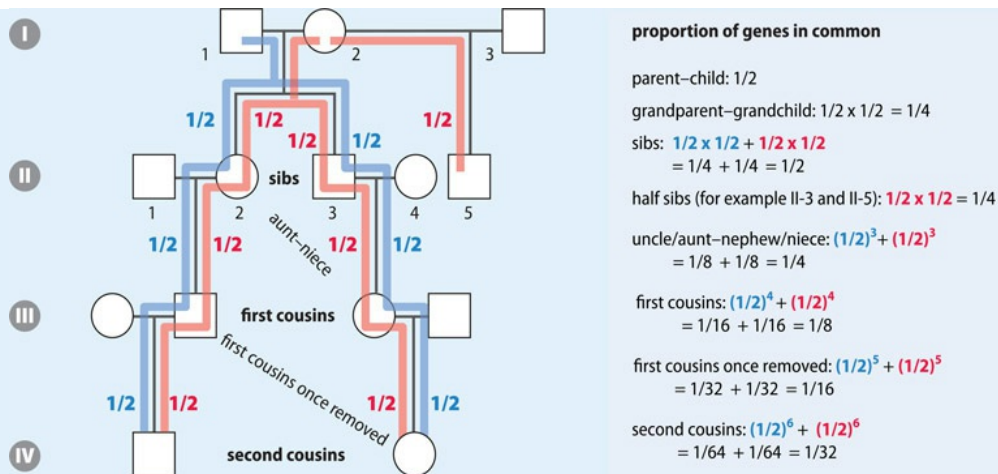 I
1
2
3
1/2
1/2
1/2
1/2
1/2
II
1
2
sibs
3
4
5
1/2
1/2
aunt–niece
1/2
1/2
III
first cousins
first cousins once removed
1/2
1/2
1/2
1/2
IV
second cousins
proportion of genes in common
parent–child: 1/2
grandparent–grandchild: 1/2 x 1/2 = 1/4
sibs: 1/2 x 1/2 + 1/2 x 1/2
= 1/4 + 1/4 = 1/2
half sibs (for example II-3 and II-5): 1/2 x 1/2 = 1/4
uncle/aunt–nephew/niece: (1/2)³ + (1/2)³
= 1/8 + 1/8 = 1/4
first cousins: (1/2)⁴ + (1/2)⁴
= 1/16 + 1/16 = 1/8
first cousins once removed: (1/2)⁵ + (1/2)⁵
= 1/32 + 1/32 = 1/16
second cousins: (1/2)⁶ + (1/2)⁶
= 1/64 + 1/64 = 1/32